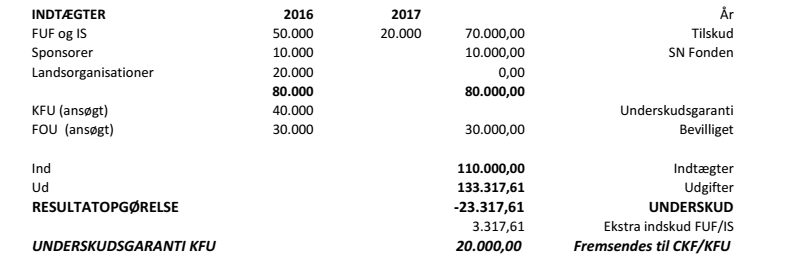 INDTÆGTER 2016 2017 År
FUF og IS 50.000 20.000 70.000,00 Tilskud
Sponsorer 10.000 10.000,00 SN Fonden
Landsorganisationer 20.000 0,00
80.000 80.000,00
KFU (ansøgt) 40.000 Underskudsgaranti
FOU (ansøgt) 30.000 30.000,00 Bevilliget
Ind 110.000,00 Indtægter
Ud 133.317,61 Udgifter
RESULTATOPGØRELSE -23.317,61 UNDERSKUD
3.317,61 Ekstra indskud FUF/IS
UNDERSKUDSGARANTI KFU 20.000,00 Fremsendes til CKF/KFU